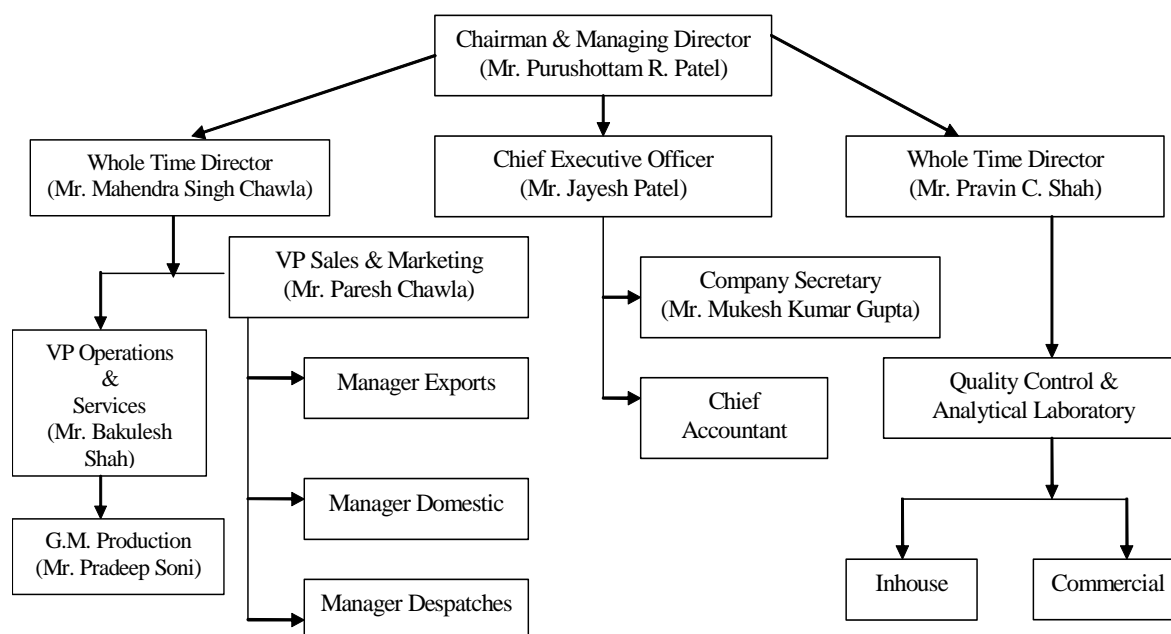 Chairman & Managing Director
(Mr. Purushottam R. Patel)
Whole Time Director
(Mr. Mahendra Singh Chawla)
Chief Executive Officer
(Mr. Jayesh Patel)
Whole Time Director
(Mr. Pravin C. Shah)
VP Sales & Marketing
(Mr. Paresh Chawla)
Company Secretary
(Mr. Mukesh Kumar Gupta)
VP Operations
&
Services
(Mr. Bakulesh
Shah)
Manager Exports
Chief
Accountant
Quality Control &
Analytical Laboratory
Manager Domestic
G.M. Production
(Mr. Pradeep Soni)
Inhouse
Commercial
Manager Despatches